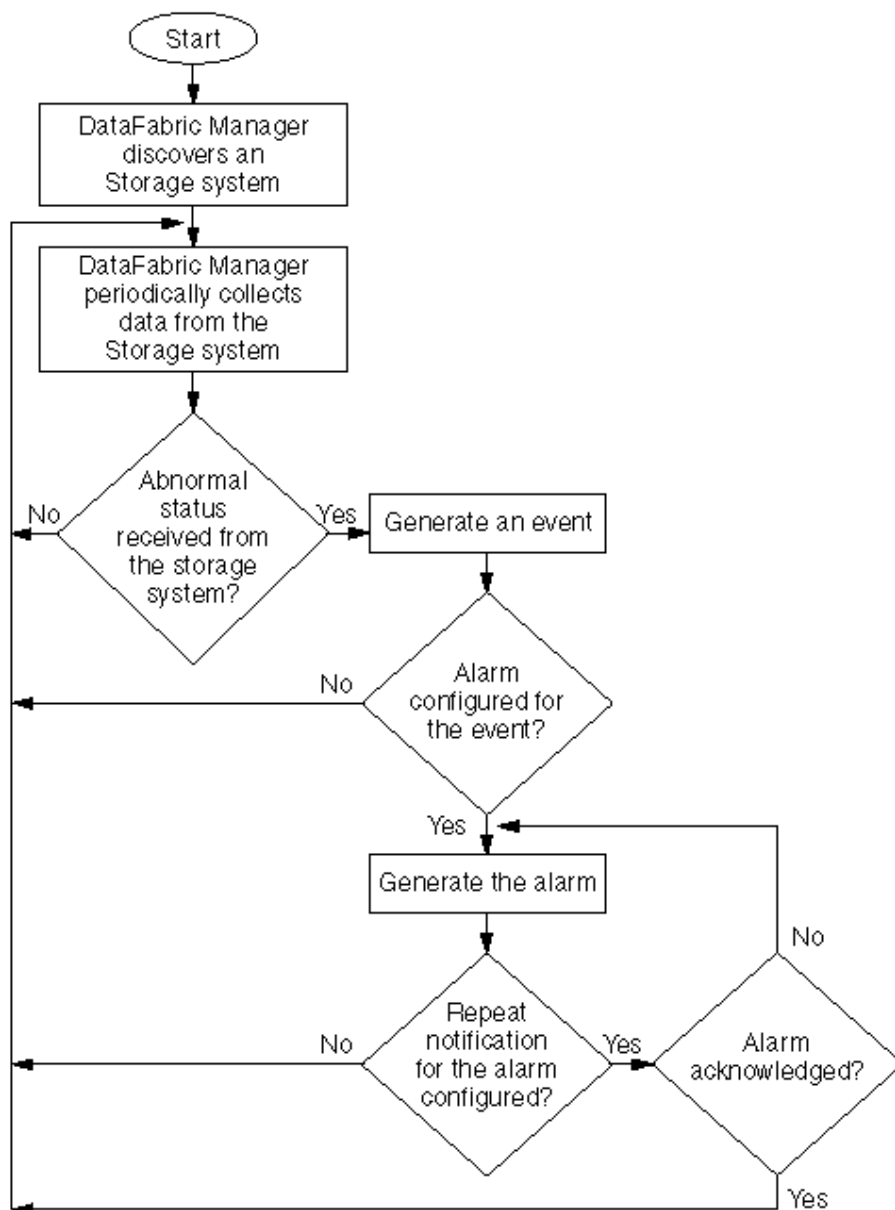 Start
DataFabric Manager
discovers an
Storage system
DataFabric Manager
periodically collects
data from the
Storage system
Abnormal
status
received from
the storage
system?
No
Yes
Generate an event
Alarm
configured for
the event?
No
Yes
Generate the alarm
Repeat
notification
for the alarm
configured?
No
Yes
Alarm
acknowledged?
No
Yes